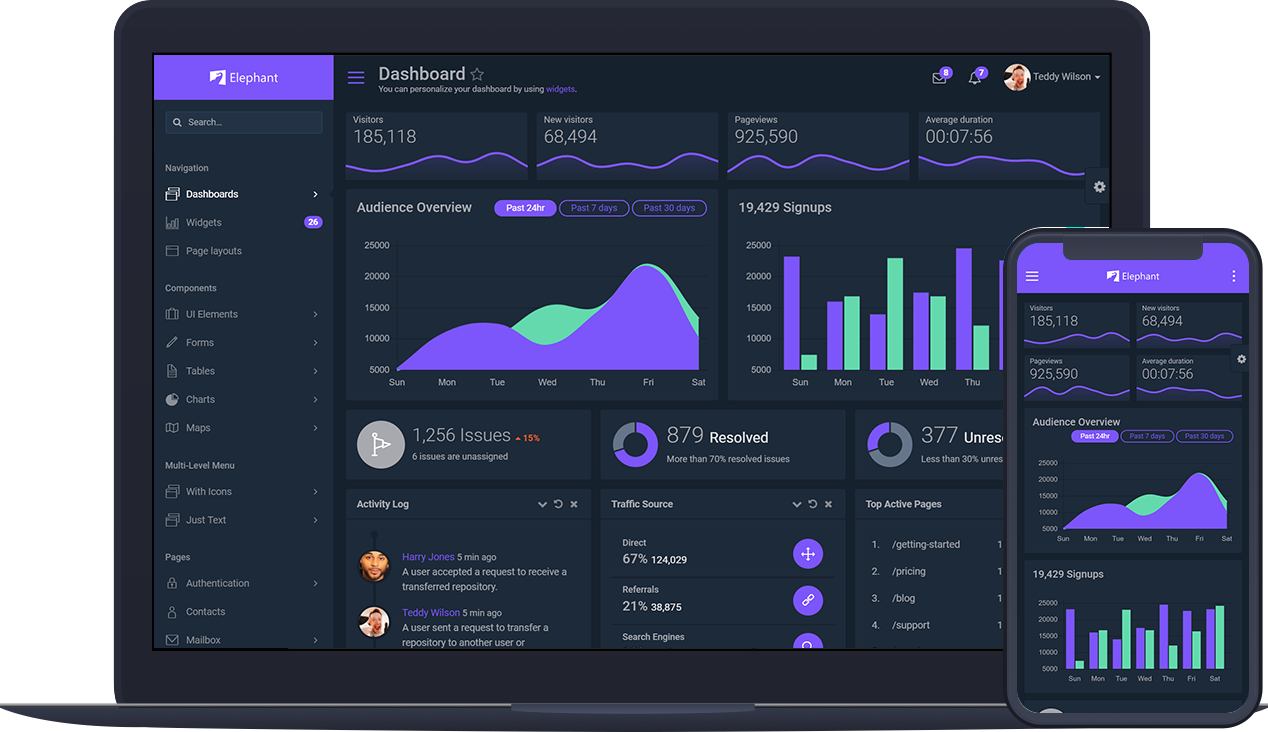 Elephant
Dashboard
You can personalize your dashboard by using widgets.
8
7
Teddy Wilson
Search...
Navigation
Dashboards
Widgets
26
Page layouts
Components
UI Elements
Forms
Tables
Charts
Maps
Multi-Level Menu
With Icons
Just Text
Pages
Authentication
Contacts
Mailbox
Visitors
185,118
New visitors
68,494
Pageviews
925,590
Average duration
00:07:56
Audience Overview
Past 24hr
Past 7 days
Past 30 days
25000
20000
15000
10000
5000
Sun Mon Tue Wed Thu Fri Sat
19,429 Signups
25000
20000
15000
10000
5000
Sun Mon Tue Wed Thu
1,256 Issues 15%
6 issues are unassigned
879 Resolved
More than 70% resolved issues
377 Unres
Less than 30% unres
Activity Log
Harry Jones 5 min ago
A user accepted a request to receive a
transferred repository.
Teddy Wilson 5 min ago
A user sent a request to transfer a
repository to another user or
Traffic Source
Direct
67% 124,029
Referrals
21% 38,875
Search Engines
Top Active Pages
1. /getting-started 1
2. /pricing 1
3. /blog
4. /support
Elephant
Visitors
185,118
New visitors
68,494
Pageviews
925,590
Average duration
00:07:56
Audience Overview
Past 24hr
Past 7 days
Past 30 days
25000
20000
15000
10000
5000
Sun Mon Tue Wed Thu Fri Sat
19,429 Signups
25000
20000
15000
10000
5000
Sun Mon Tue Wed Thu Fri Sat